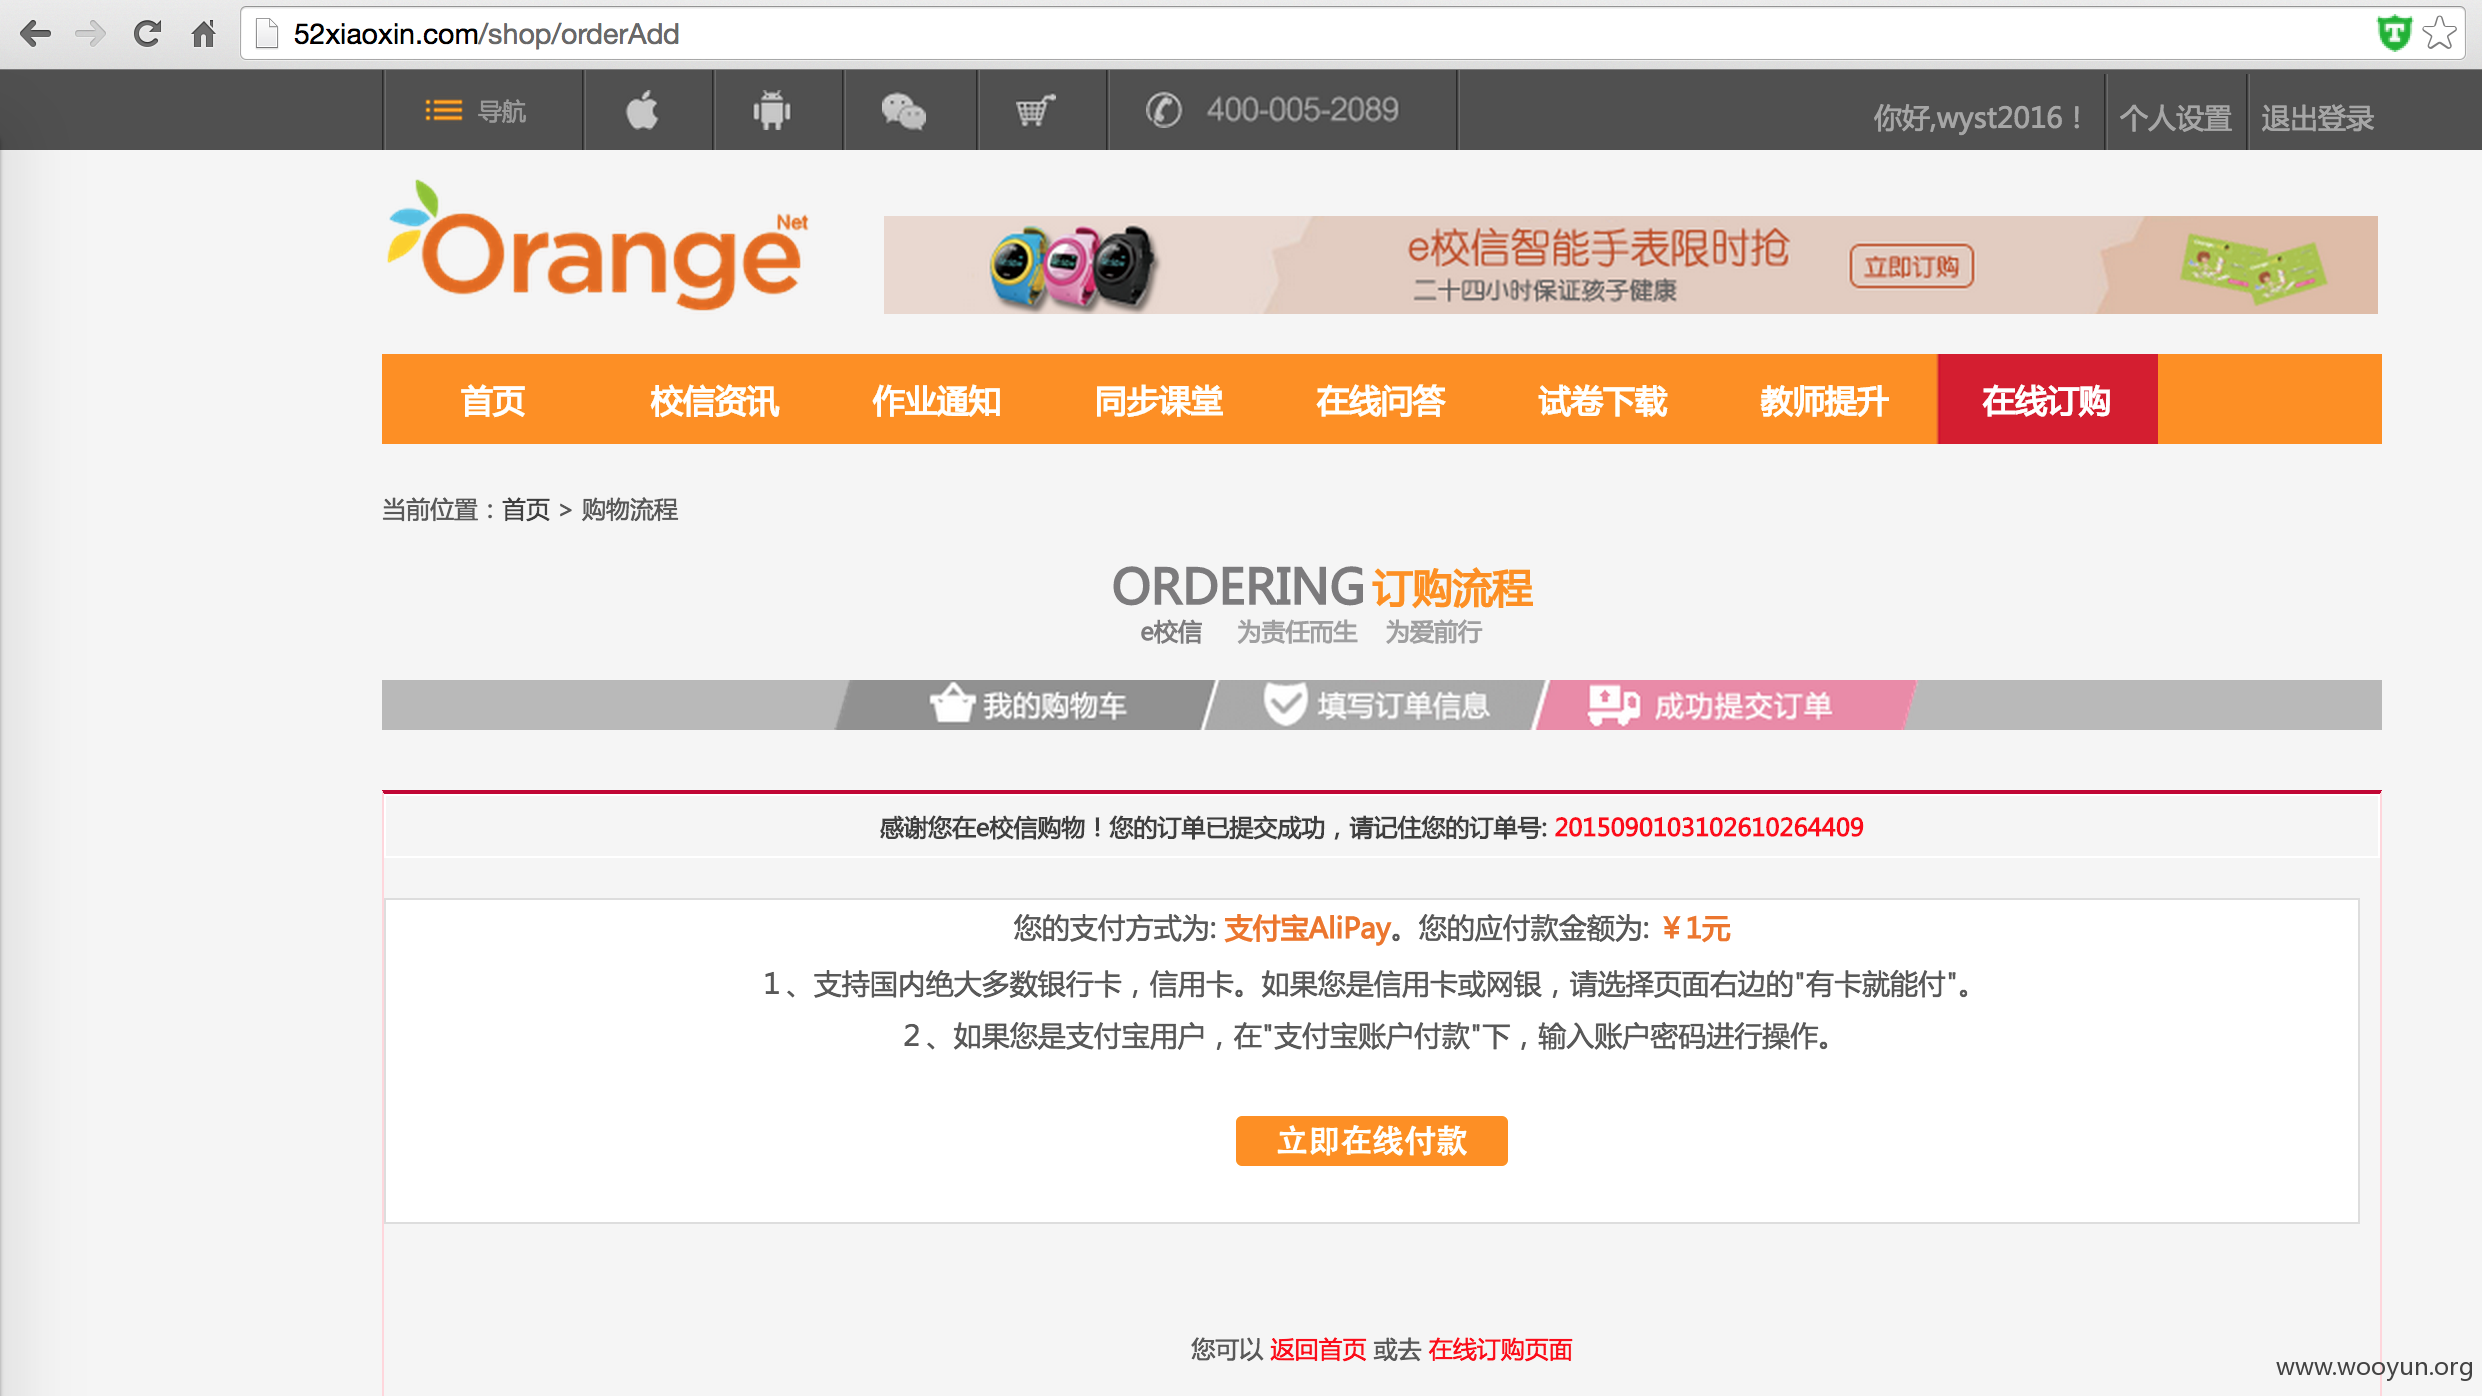 52xiaoxin.com/shop/orderAdd
导航
400-005-2089
你好,wyst2016！
个人设置
退出登录
Orange Net
e校信智能手表限时抢
二十四小时保证孩子健康
立即订购
首页 校信资讯 作业通知 同步课堂 在线问答 试卷下载 教师提升 在线订购
当前位置：首页 > 购物流程
ORDERING 订购流程
e校信 为责任而生 为爱前行
我的购物车 填写订单信息 成功提交订单
感谢您在e校信购物！您的订单已提交成功，请记住您的订单号: 2015090103102610264409
您的支付方式为: 支付宝AliPay。您的应付款金额为: ￥1元
1、支持国内绝大多数银行卡，信用卡。如果您是信用卡或网银，请选择页面右边的"有卡就能付"。
2、如果您是支付宝用户，在"支付宝账户付款"下，输入账户密码进行操作。
立即在线付款
您可以 返回首页 或去 在线订购页面
www.wooyun.org